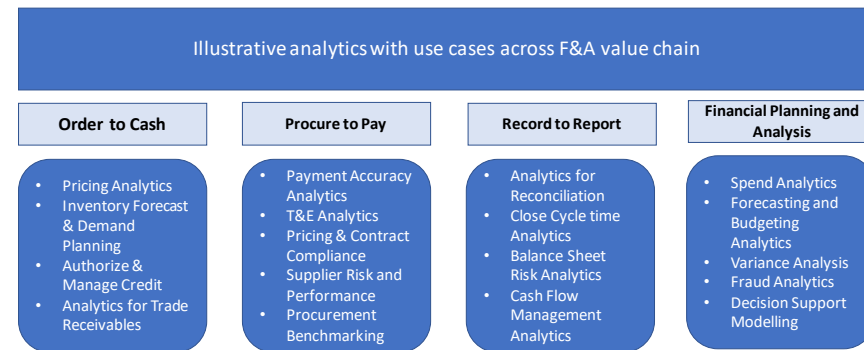 Illustrative analytics with use cases across F&A value chain
Order to Cash
• Pricing Analytics
• Inventory Forecast
& Demand
Planning
• Authorize &
Manage Credit
• Analytics for Trade
Receivables
Procure to Pay
• Payment Accuracy
Analytics
• T&E Analytics
• Pricing & Contract
Compliance
• Supplier Risk and
Performance
• Procurement
Benchmarking
Record to Report
• Analytics for
Reconciliation
• Close Cycle time
Analytics
• Balance Sheet
Risk Analytics
• Cash Flow
Management
Analytics
Financial Planning and
Analysis
• Spend Analytics
• Forecasting and
Budgeting
Analytics
• Variance Analysis
• Fraud Analytics
• Decision Support
Modelling